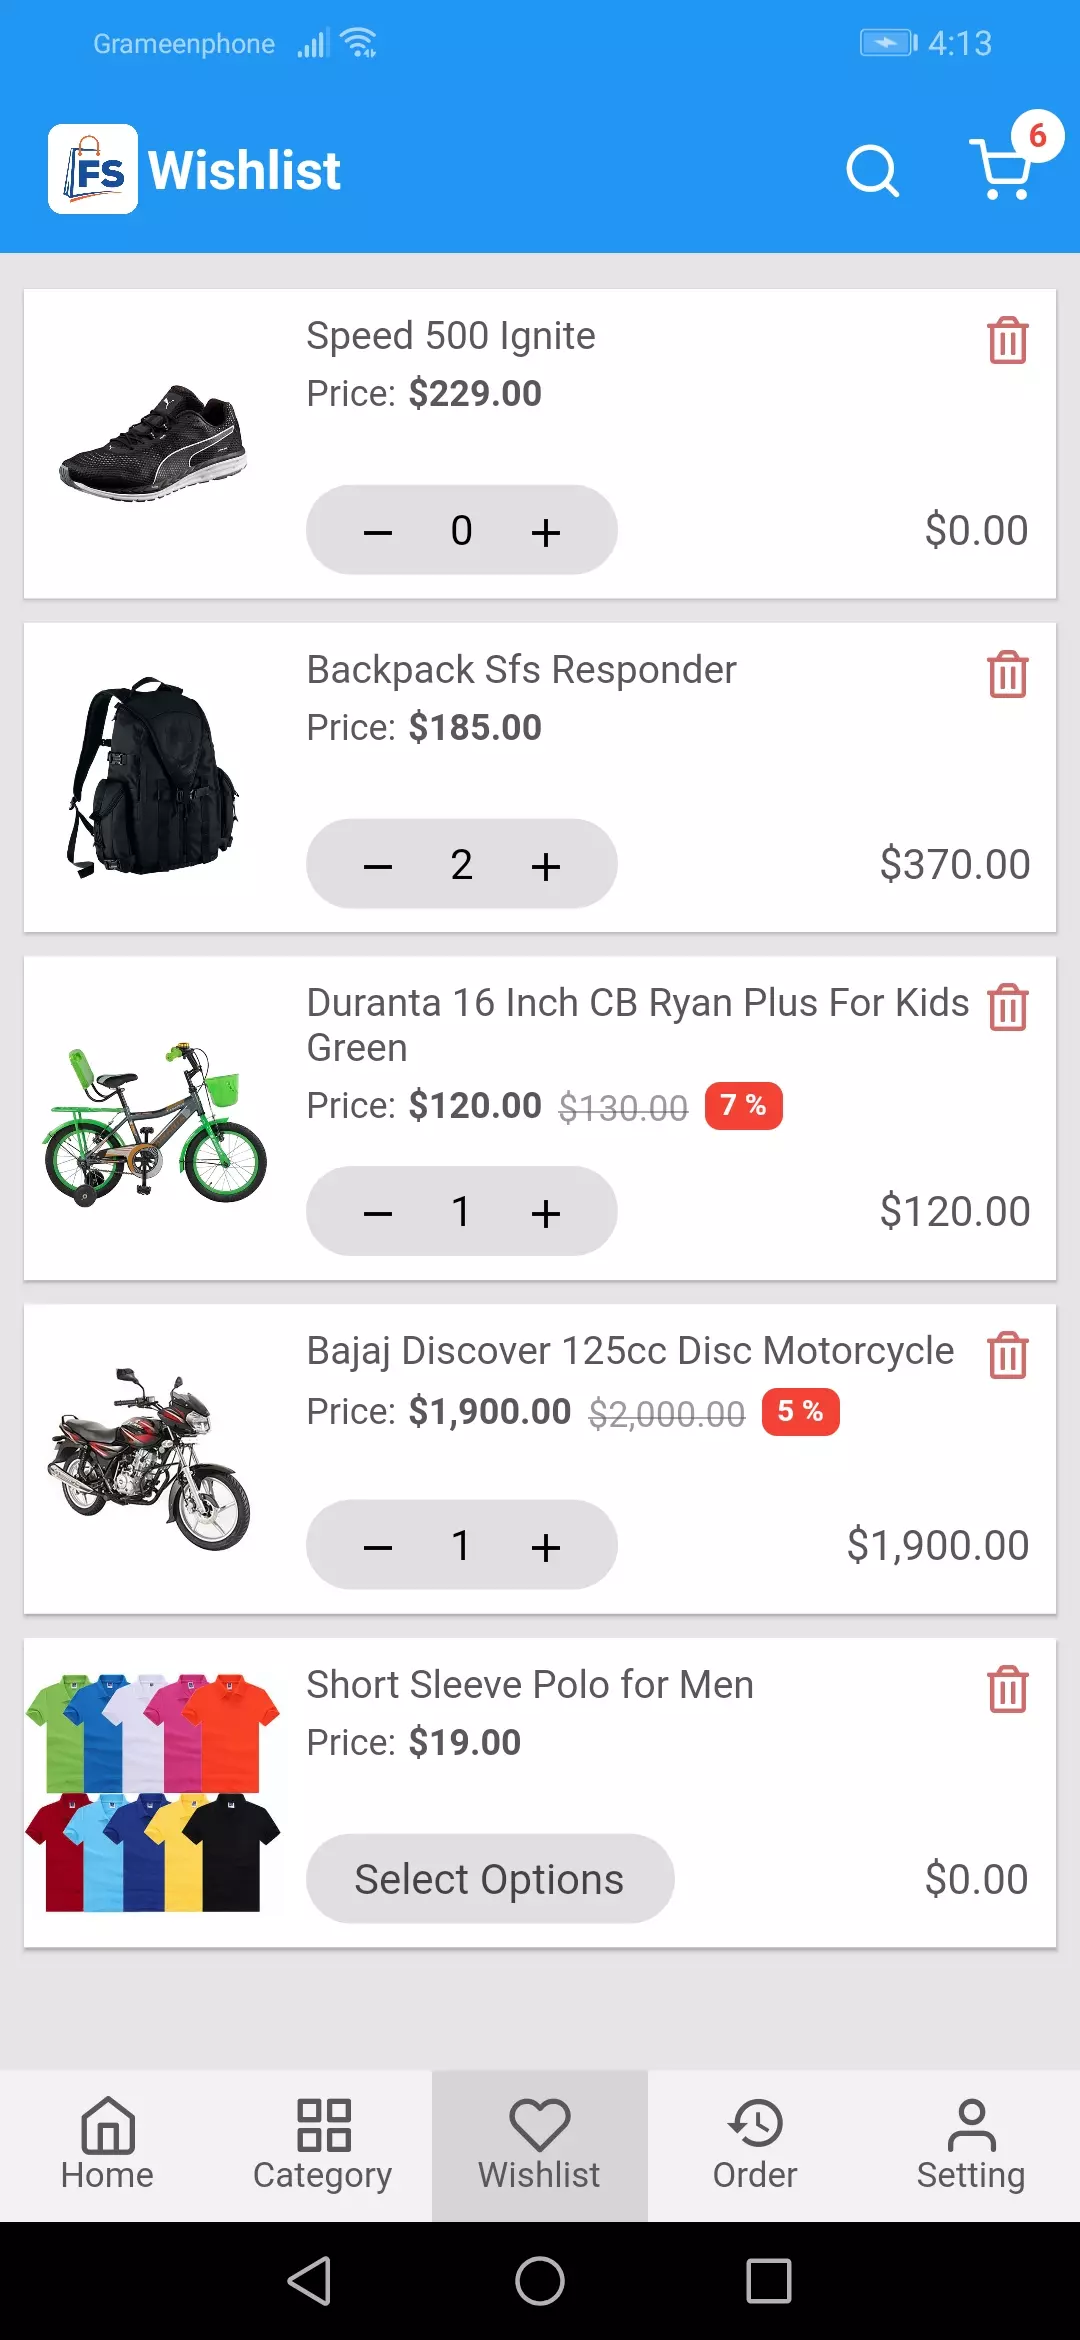 Grameenphone
4:13
FS
Wishlist
6
Speed 500 Ignite
Price: $229.00
0
$0.00
Backpack Sfs Responder
Price: $185.00
2
$370.00
Duranta 16 Inch CB Ryan Plus For Kids
Green
Price: $120.00 $130.00 7 %
1
$120.00
Bajaj Discover 125cc Disc Motorcycle
Price: $1,900.00 $2,000.00 5 %
1
$1,900.00
Short Sleeve Polo for Men
Price: $19.00
Select Options
$0.00
Home
Category
Wishlist
Order
Setting